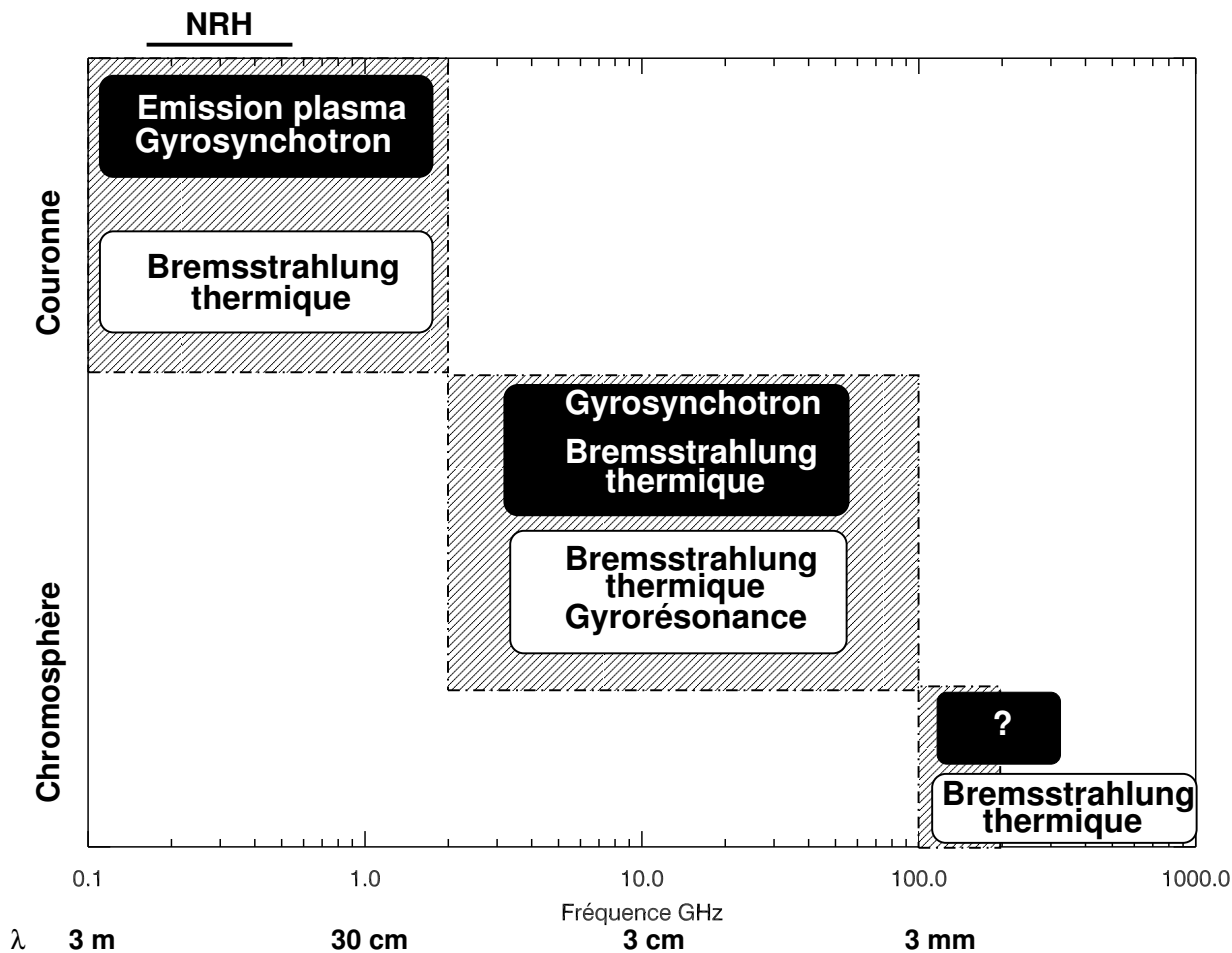 NRH
Emission plasma
Gyrosynchotron
Couronne
Bremsstrahlung
thermique
Gyrosynchotron
Bremsstrahlung
thermique
Bremsstrahlung
thermique
Gyrorésonance
Chromosphère
?
Bremsstrahlung
thermique
0.1 1.0 10.0 100.0 1000.0
Fréquence GHz
λ 3 m 30 cm 3 cm 3 mm